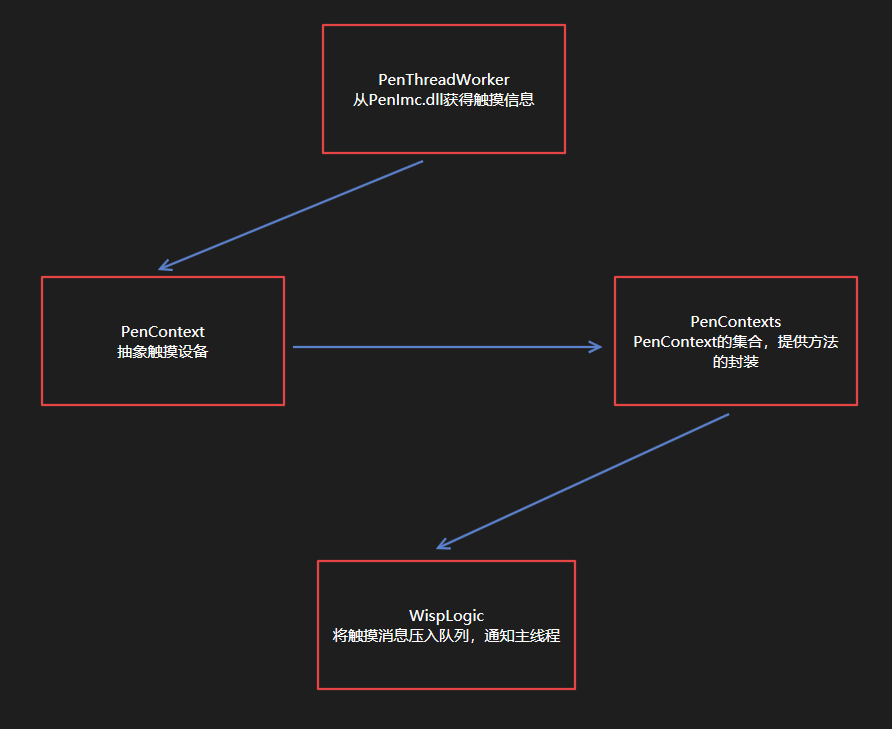 PenThreadWorker
从PenImc.dll获得触摸信息
PenContext
抽象触摸设备
PenContexts
PenContext的集合，提供方法
的封装
WispLogic
将触摸消息压入队列，通知主线程